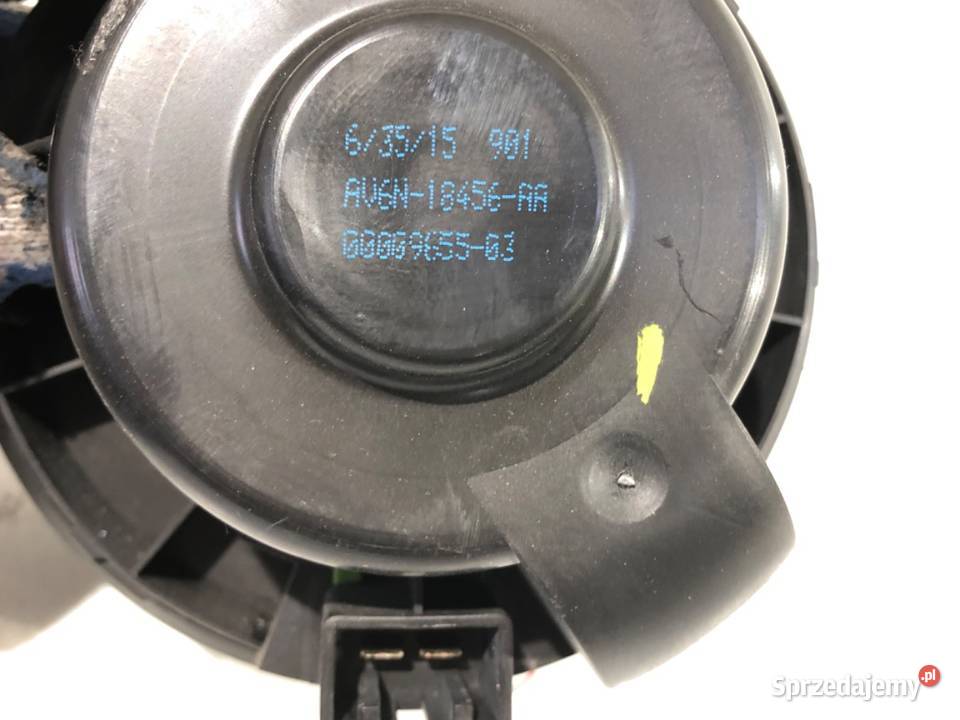 6/35/15 901
AV6N-18456-AA
00009655-03
Sprzedajemy.pl